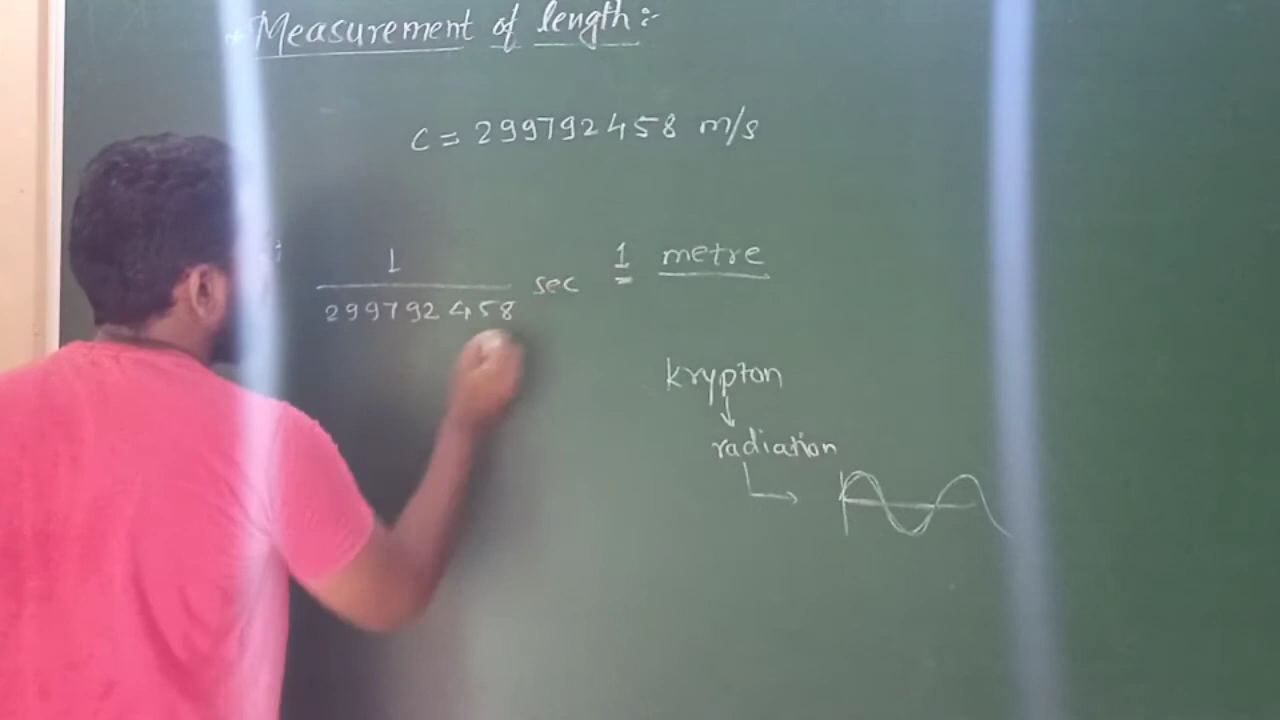 Measurement of length:-
C = 299792458 m/s
1
299792458
sec
1 metre
krypton
radiation